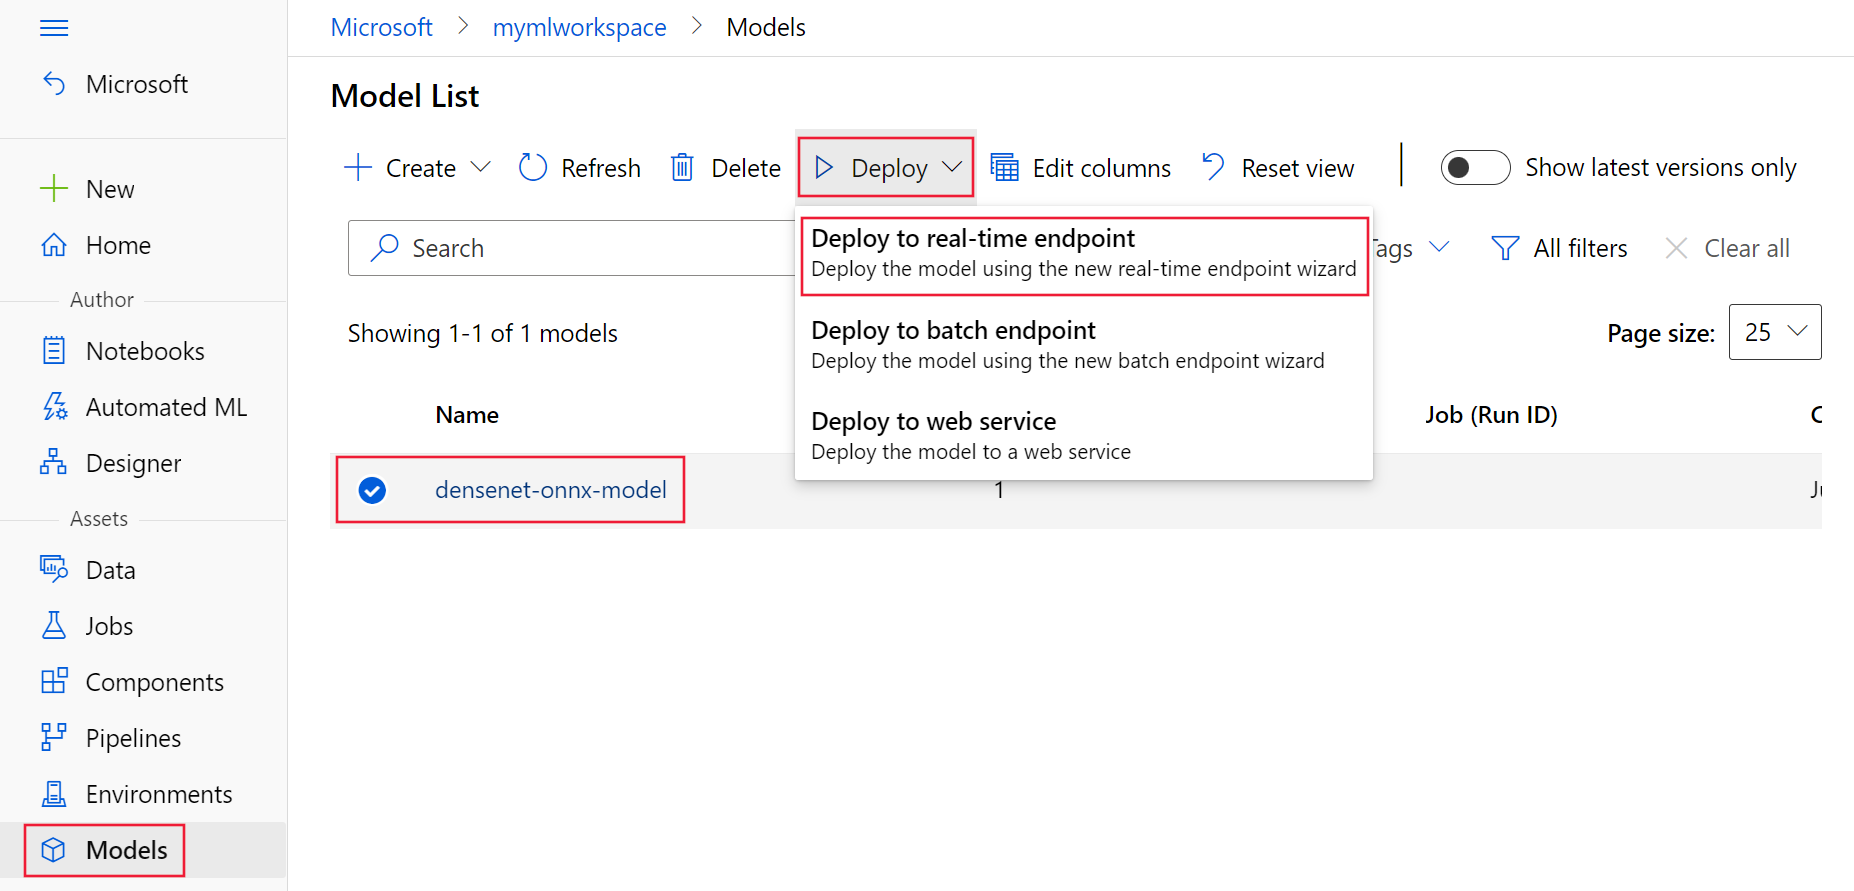 Microsoft > mymlworkspace > Models
Microsoft
New
Home
Author
Notebooks
Automated ML
Designer
Assets
Data
Jobs
Components
Pipelines
Environments
Models
Model List
Create Refresh Delete Deploy Edit columns Reset view Show latest versions only
Search
All filters Clear all
Deploy to real-time endpoint
Deploy the model using the new real-time endpoint wizard
Deploy to batch endpoint
Deploy the model using the new batch endpoint wizard
Deploy to web service
Deploy the model to a web service
Showing 1-1 of 1 models
Page size: 25
Name Job (Run ID)
densenet-onnx-model 1